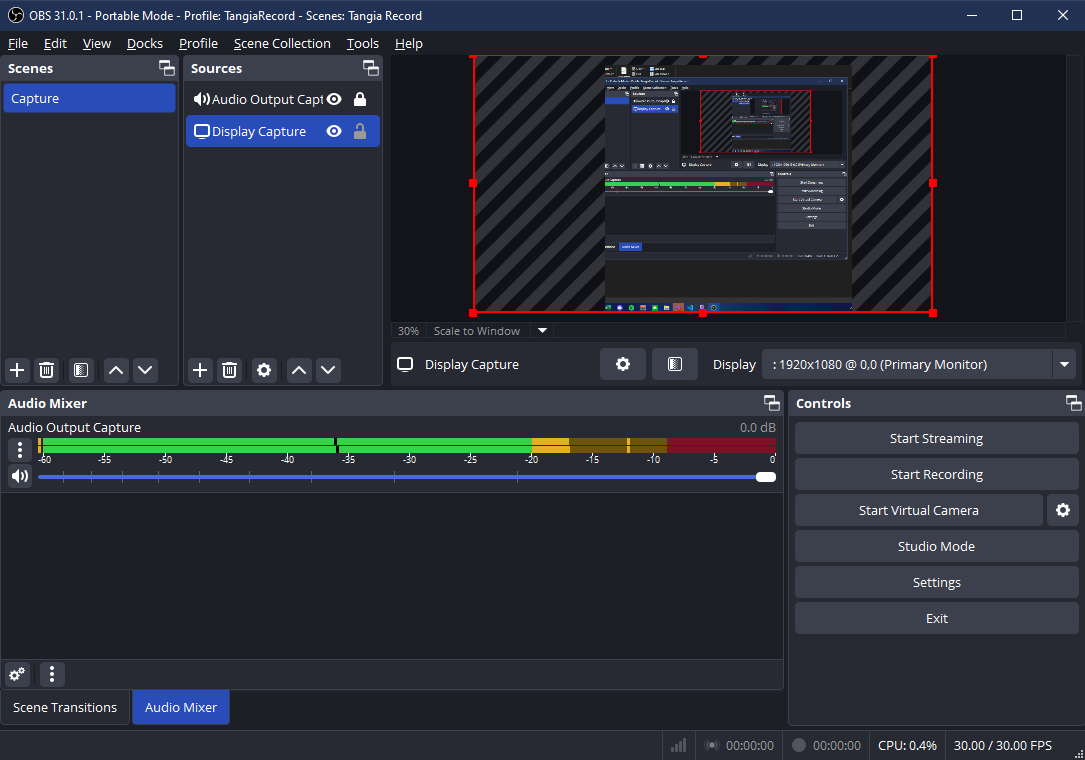 OBS 31.0.1 - Portable Mode - Profile: TangiaRecord - Scenes: Tangia Record
File Edit View Docks Profile Scene Collection Tools Help
Scenes
Capture
Sources
Audio Output Capt
Display Capture
30% Scale to Window
Display Capture
Display : 1920x1080 @ 0,0 (Primary Monitor)
Audio Mixer
Audio Output Capture 0.0 dB
-60 -55 -50 -45 -40 -35 -30 -25 -20 -15 -10 -5 0
Scene Transitions Audio Mixer
Controls
Start Streaming
Start Recording
Start Virtual Camera
Studio Mode
Settings
Exit
00:00:00 00:00:00 CPU: 0.4% 30.00 / 30.00 FPS